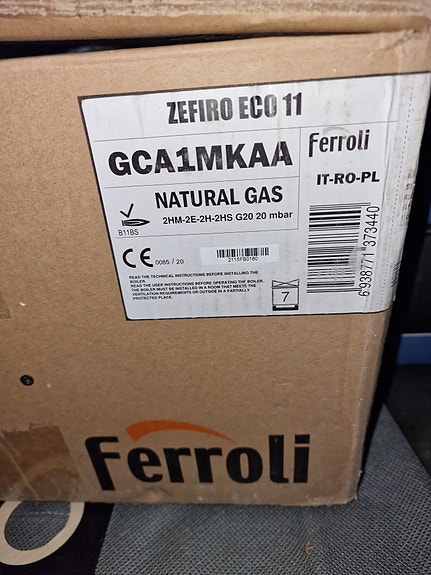 ZEFIRO ECO 11
GCA1MKAA
Ferroli
NATURAL GAS
IT-RO-PL
2HM-2E-2H-2HS G20 20 mbar
B11BS
CE 0085 / 20
2115FB0160
READ THE TECHNICAL INSTRUCTIONS BEFORE INSTALLING THE
BOILER.
READ THE USER INSTRUCTIONS BEFORE OPERATING THE BOILER.
THE BOILER MUST BE INSTALLED IN A ROOM THAT MEETS THE
VENTILATION REQUIREMENTS OR OUTSIDE IN A PARTIALLY
PROTECTED PLACE.
7
6 938771 373440
Ferroli